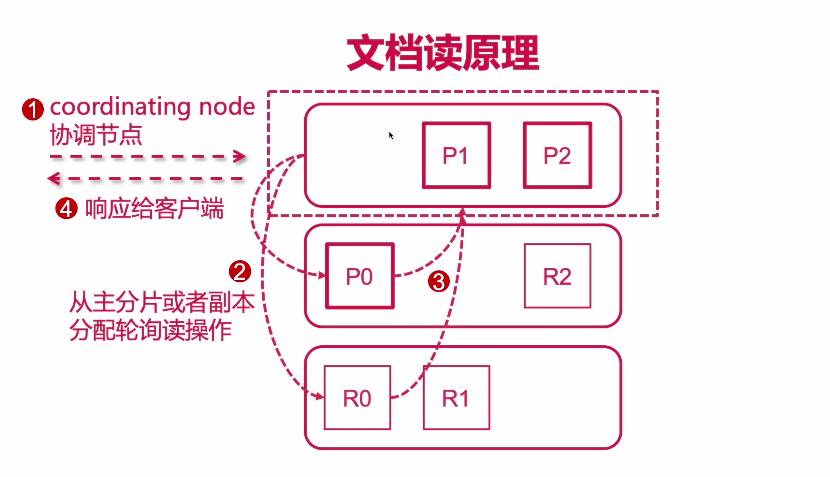 文档读原理
1 coordinating node
协调节点
4 响应给客户端
2
从主分片或者副本
分配轮询读操作
P1 P2
P0 R2
3
R0 R1